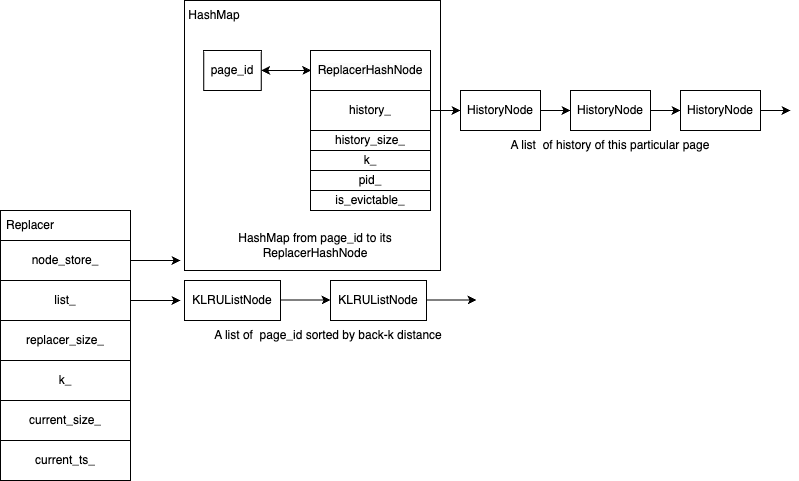 HashMap
page_id
ReplacerHashNode
history_
HistoryNode
HistoryNode
HistoryNode
A list  of history of this particular page
history_size_
k_
pid_
is_evictable_
HashMap from page_id to its
ReplacerHashNode
Replacer
node_store_
list_
KLRUListNode
KLRUListNode
A list of  page_id sorted by back-k distance
replacer_size_
k_
current_size_
current_ts_